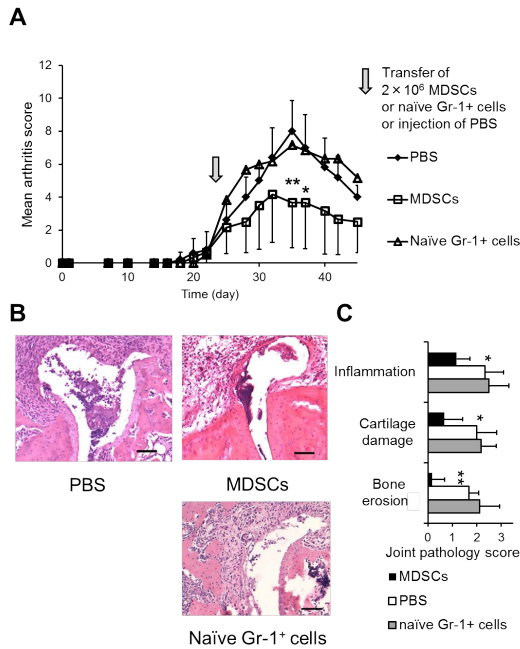 A
Mean arthritis score
12
10
8
6
4
2
0
0
10
20
30
40
Time (day)
**
*
Transfer of
2×10⁶ MDSCs
or naïve Gr-1+ cells
or injection of PBS
PBS
MDSCs
Naïve Gr-1+ cells
B
PBS
MDSCs
Naïve Gr-1⁺ cells
C
Inflammation
*
Cartilage
damage
*
Bone
erosion
**
0 1 2 3
Joint pathology score
MDSCs
PBS
naïve Gr-1+ cells